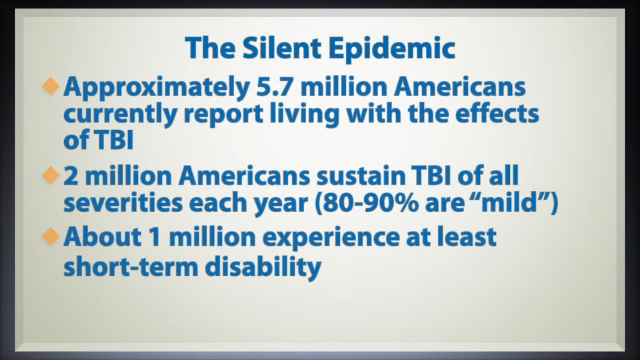 The Silent Epidemic
Approximately 5.7 million Americans
currently report living with the effects
of TBI
2 million Americans sustain TBI of all
severities each year (80-90% are “mild”)
About 1 million experience at least
short-term disability